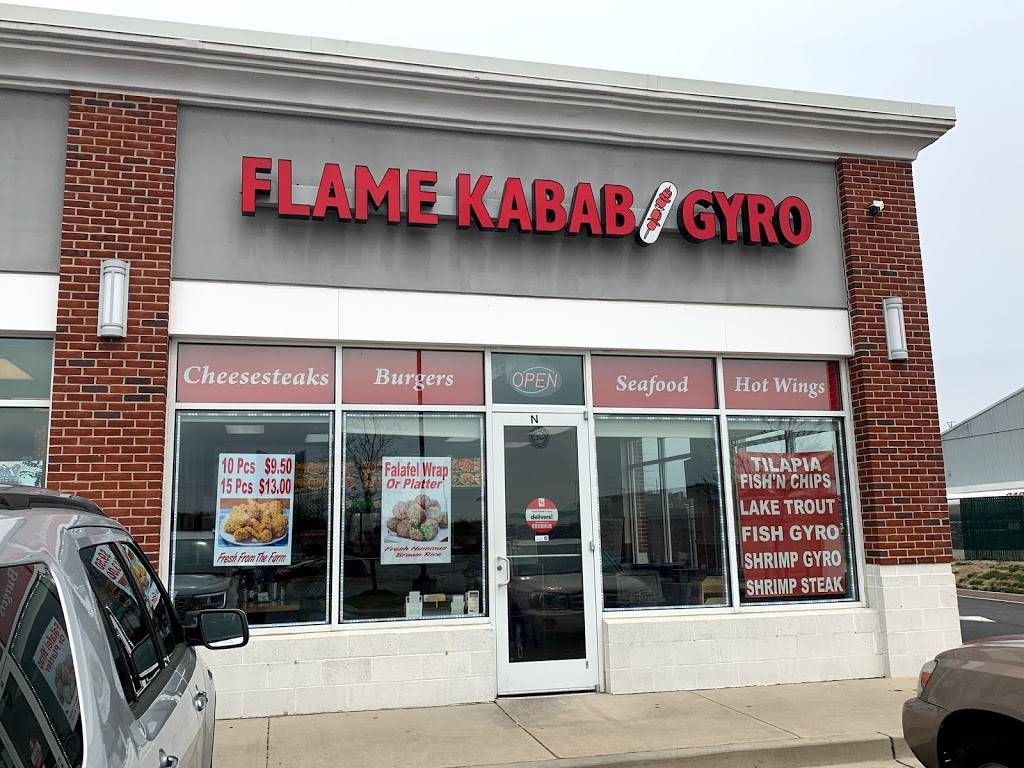 FLAME KABAB GYRO
Cheesesteaks
Burgers
OPEN
Seafood
Hot Wings
N
10 Pcs $9.50
15 Pcs $13.00
Fresh From The Farm
Falafel Wrap
Or Platter
Fresh Hummus
Brown Rice
delivers!
GRUBHUB
TILAPIA
FISH'N CHIPS
LAKE TROUT
FISH GYRO
SHRIMP GYRO
SHRIMP STEAK